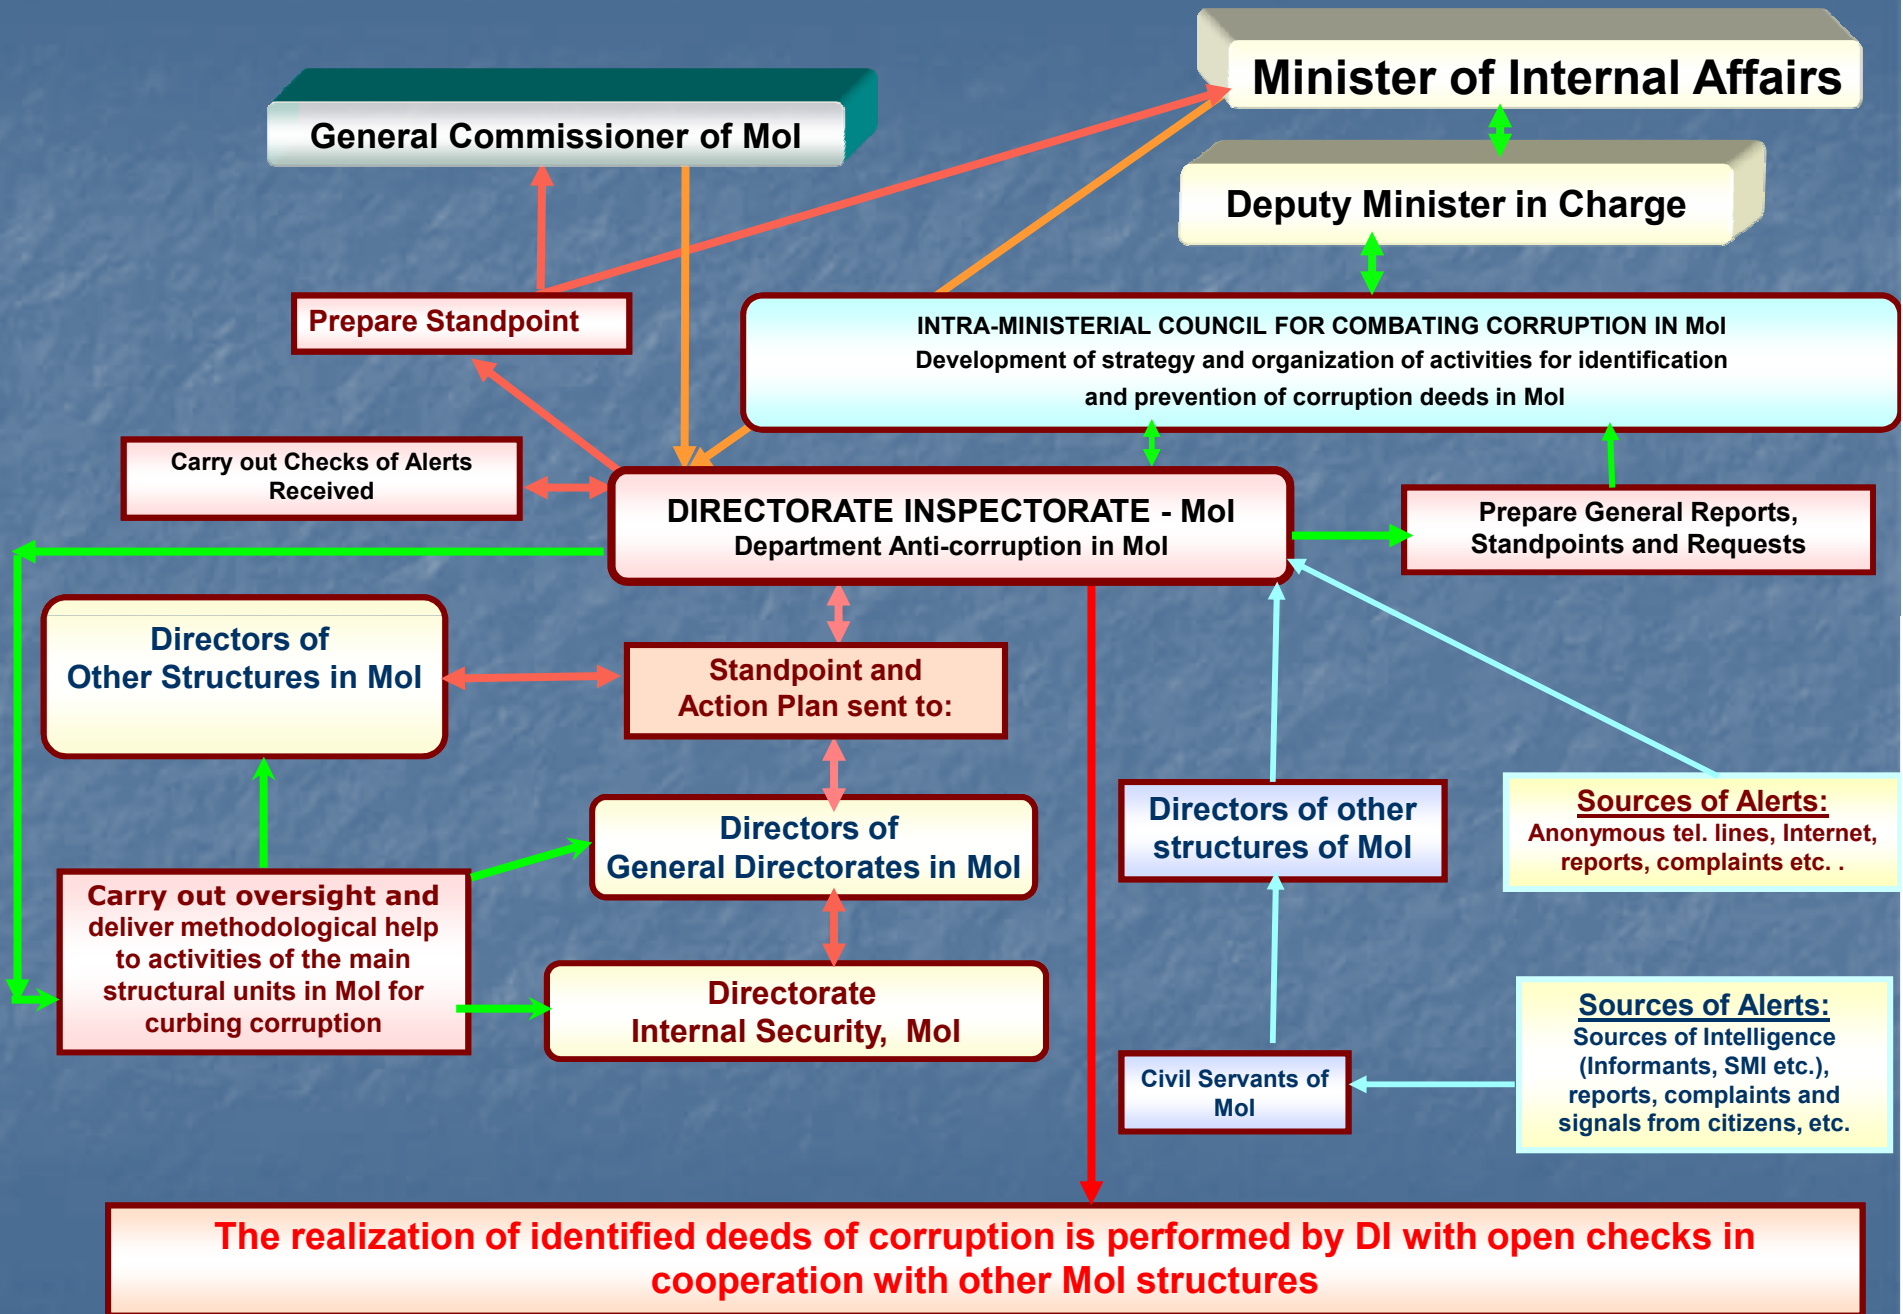 Minister of Internal Affairs
General Commissioner of MoI
Deputy Minister in Charge
Prepare Standpoint
INTRA-MINISTERIAL COUNCIL FOR COMBATING CORRUPTION IN MoI
Development of strategy and organization of activities for identification
and prevention of corruption deeds in MoI
Carry out Checks of Alerts
Received
DIRECTORATE INSPECTORATE - MoI
Department Anti-corruption in MoI
Prepare General Reports,
Standpoints and Requests
Directors of
Other Structures in MoI
Standpoint and
Action Plan sent to:
Directors of
General Directorates in MoI
Directors of other
structures of MoI
Sources of Alerts:
Anonymous tel. lines, Internet,
reports, complaints etc. .
Carry out oversight and
deliver methodological help
to activities of the main
structural units in MoI for
curbing corruption
Directorate
Internal Security, MoI
Civil Servants of
MoI
Sources of Alerts:
Sources of Intelligence
(Informants, SMI etc.),
reports, complaints and
signals from citizens, etc.
The realization of identified deeds of corruption is performed by DI with open checks in
cooperation with other MoI structures